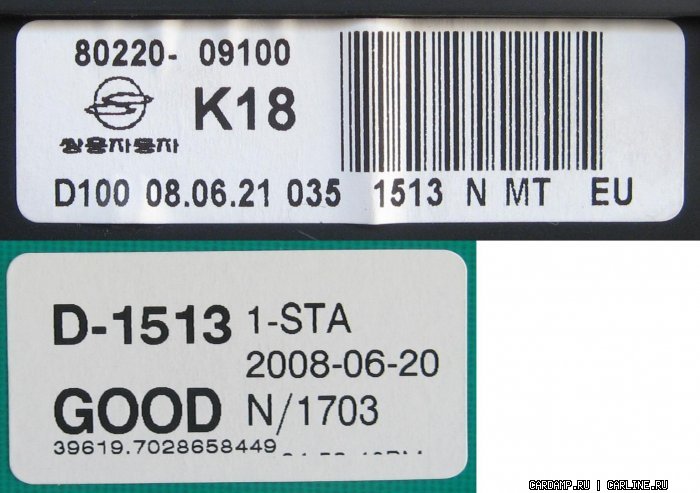 80220- 09100
K18
쌍용자동차
D100 08.06.21 035 1513 N MT EU
D-1513 1-STA
2008-06-20
GOOD N/1703
39619.7028658449
CARDAMP.RU | CARLINE.RU